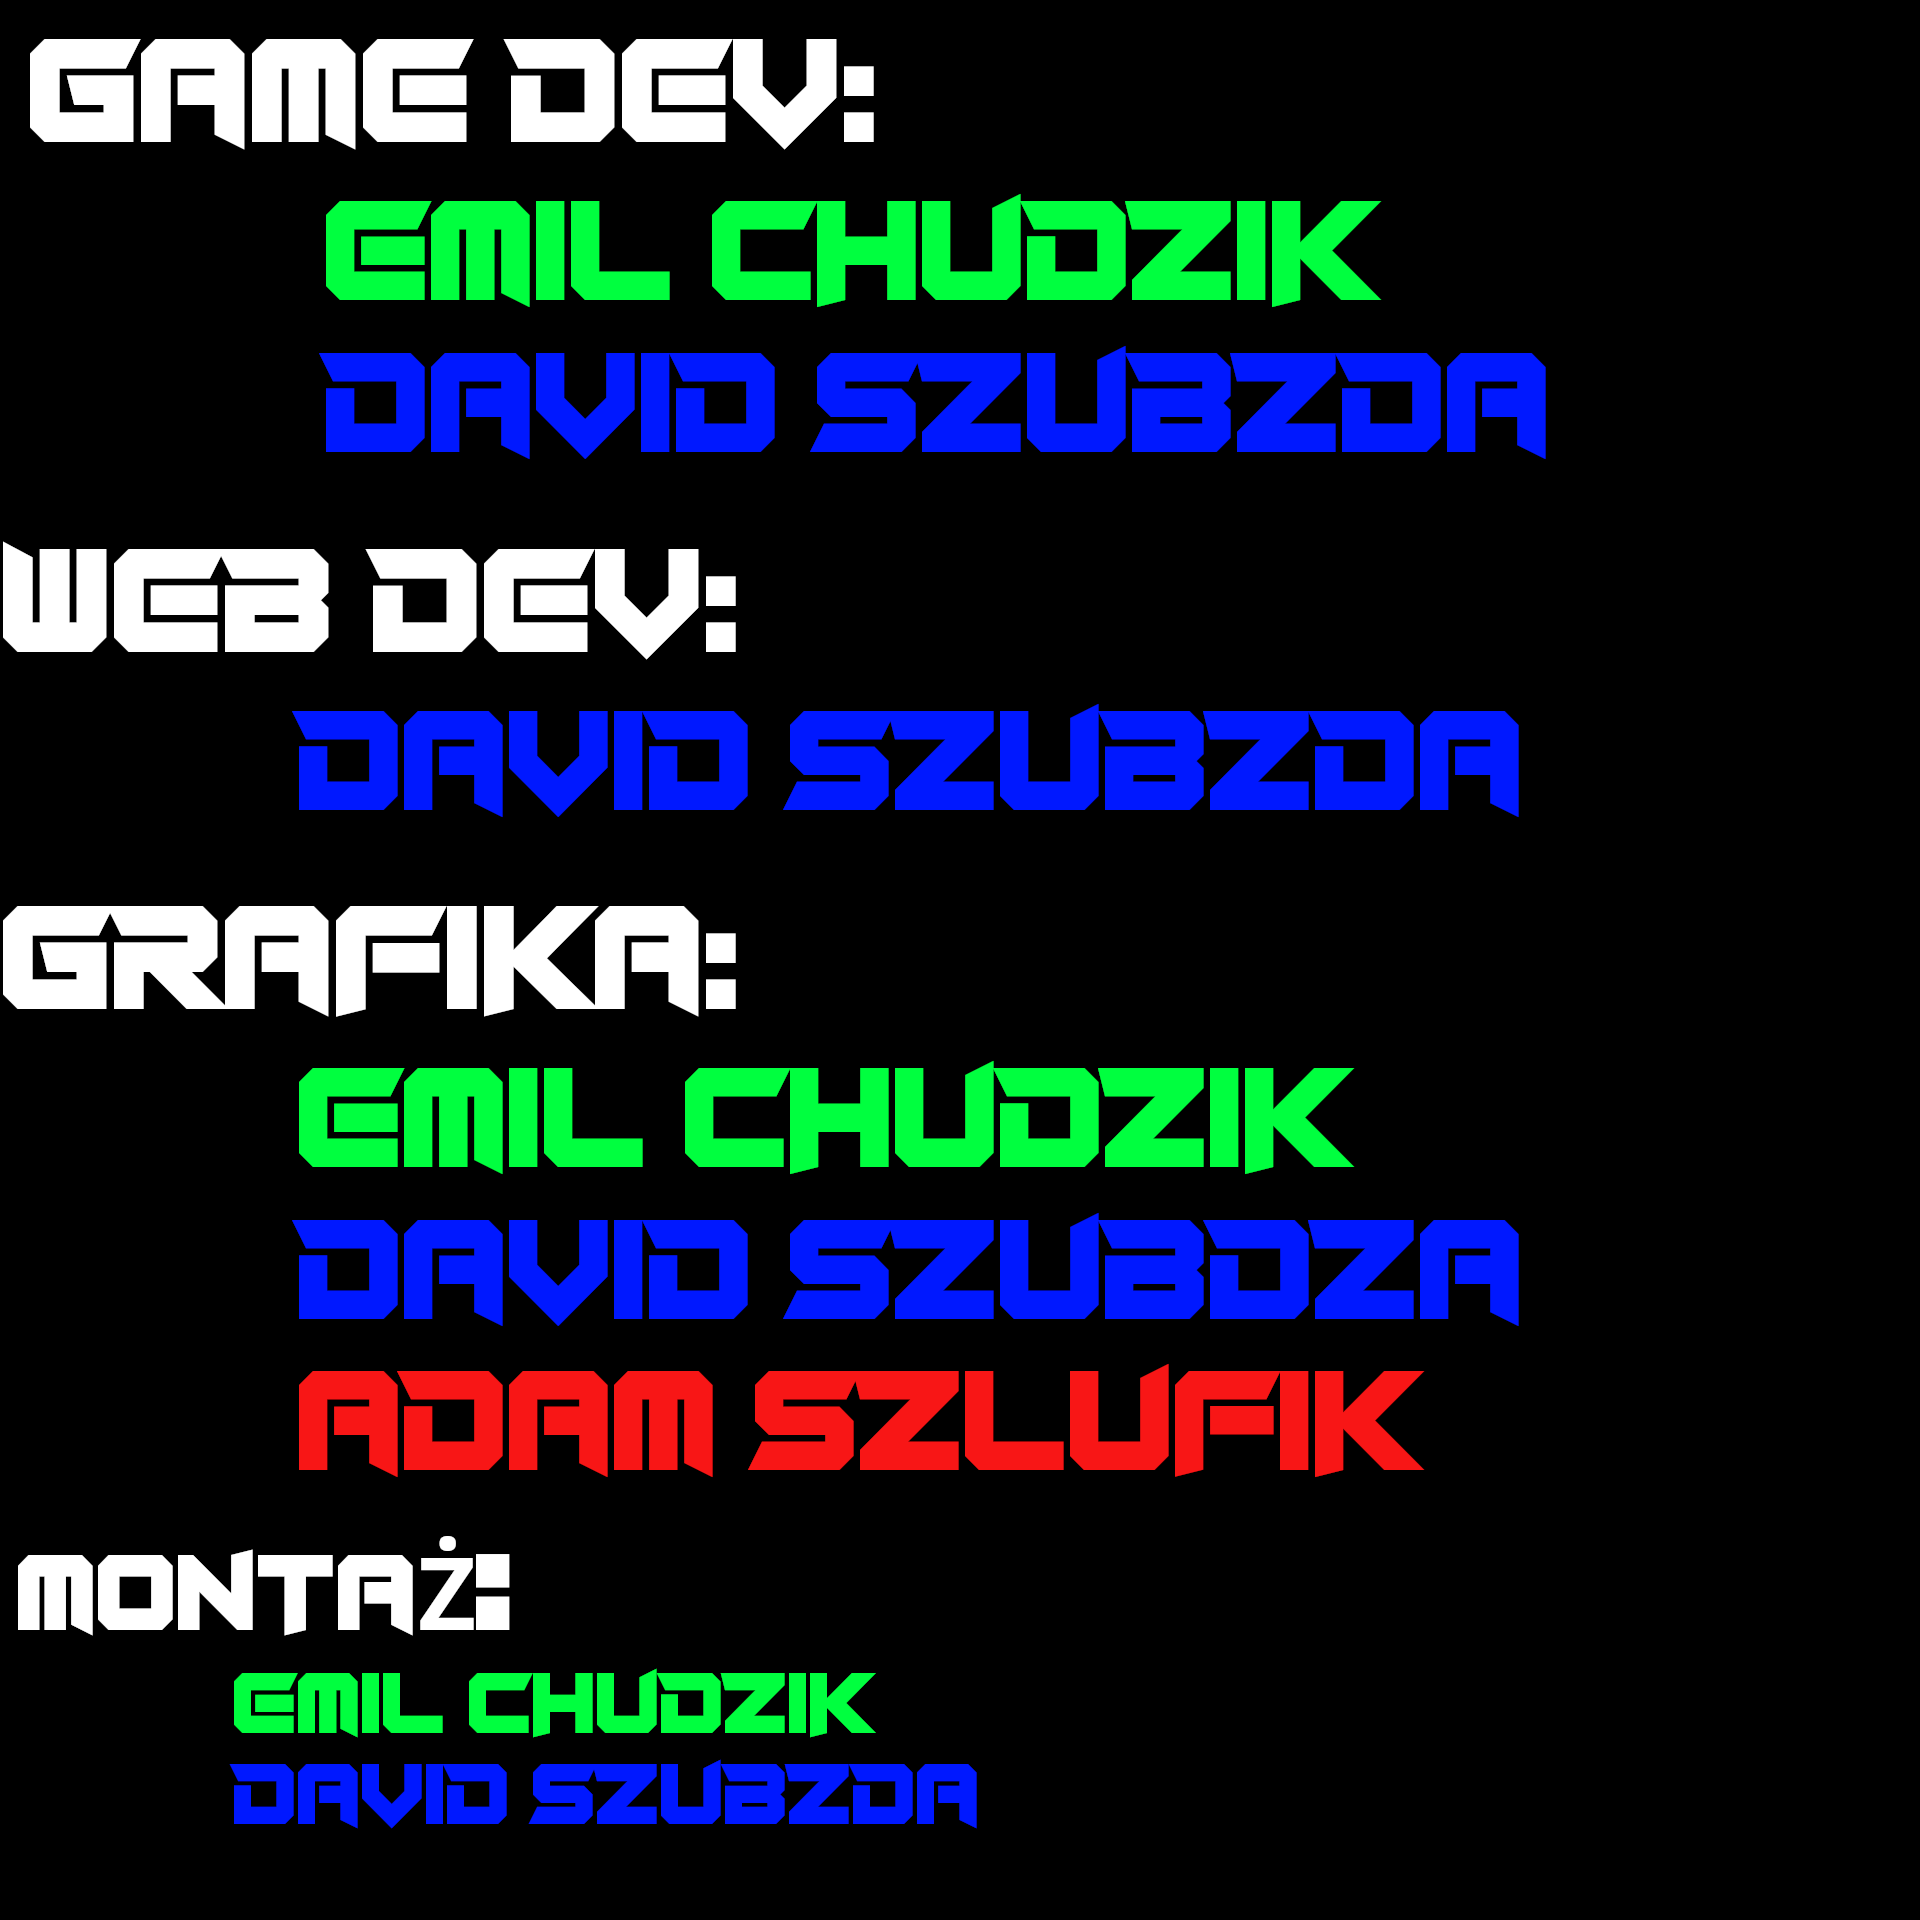 GAME DEV:
EMIL CHUDZIK
DAVID SZUBZDA
WEB DEV:
DAVID SZUBZDA
GRAFIKA:
EMIL CHUDZIK
DAVID SZUBDZA
ADAM SZLUFIK
MONTAŻ:
EMIL CHUDZIK
DAVID SZUBZDA